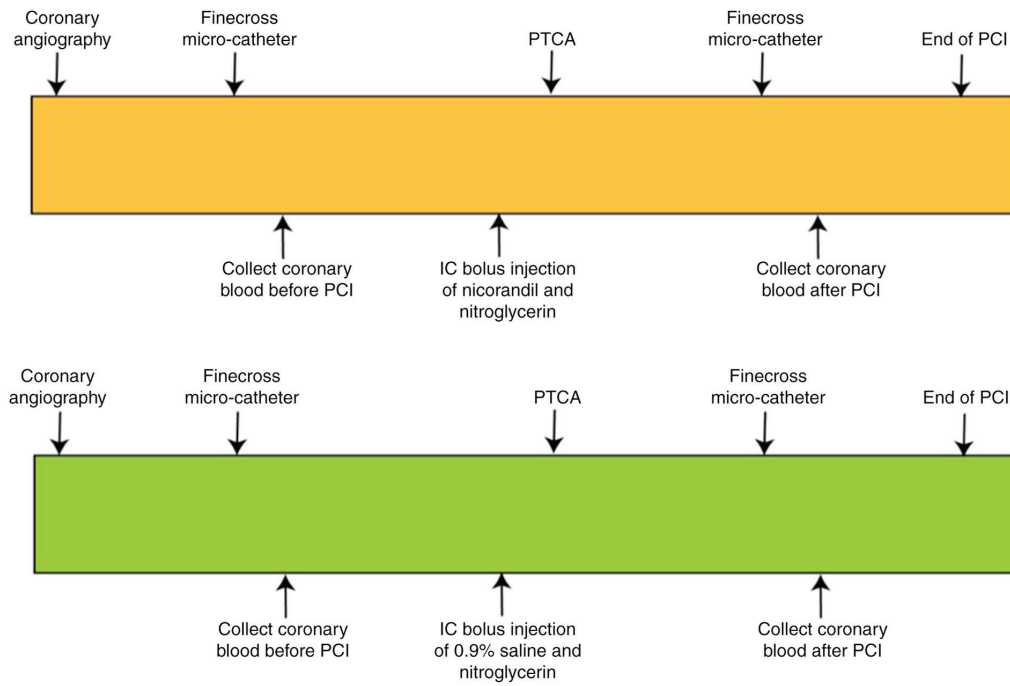 Coronary
angiography
Finecross
micro-catheter
PTCA
Finecross
micro-catheter
End of PCI
Collect coronary
blood before PCI
IC bolus injection
of nicorandil and
nitroglycerin
Collect coronary
blood after PCI
Coronary
angiography
Finecross
micro-catheter
PTCA
Finecross
micro-catheter
End of PCI
Collect coronary
blood before PCI
IC bolus injection
of 0.9% saline and
nitroglycerin
Collect coronary
blood after PCI